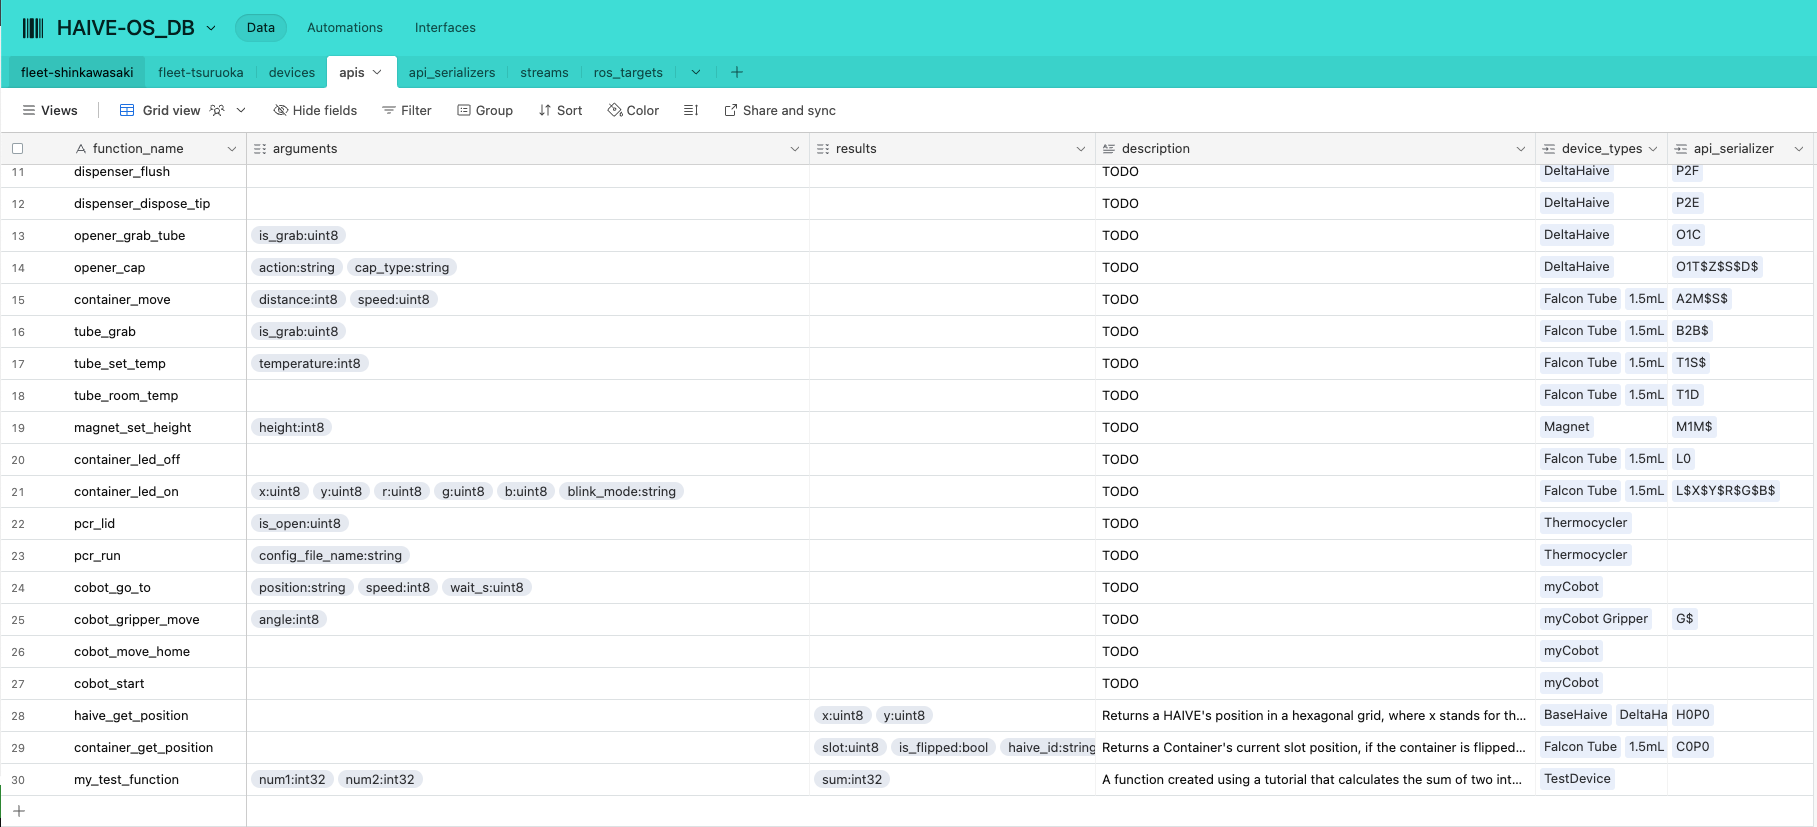 HAIVE-OS_DB Data Automations Interfaces
fleet-shinkawasaki fleet-tsuruoka devices apis api_serializers streams ros_targets
Views Grid view Hide fields Filter Group Sort Color Share and sync
function_name arguments results description device_types api_serializer
11 dispenser_flush TODO DeltaHaive P2F
12 dispenser_dispose_tip TODO DeltaHaive P2E
13 opener_grab_tube is_grab:uint8 TODO DeltaHaive O1C
14 opener_cap action:string cap_type:string TODO DeltaHaive O1T$Z$S$D$
15 container_move distance:int8 speed:uint8 TODO Falcon Tube 1.5mL A2M$S$
16 tube_grab is_grab:uint8 TODO Falcon Tube 1.5mL B2B$
17 tube_set_temp temperature:int8 TODO Falcon Tube 1.5mL T1S$
18 tube_room_temp TODO Falcon Tube 1.5mL T1D
19 magnet_set_height height:int8 TODO Magnet M1M$
20 container_led_off TODO Falcon Tube 1.5mL L0
21 container_led_on x:uint8 y:uint8 r:uint8 g:uint8 b:uint8 blink_mode:string TODO Falcon Tube 1.5mL L$X$Y$R$G$B$
22 pcr_lid is_open:uint8 TODO Thermocycler
23 pcr_run config_file_name:string TODO Thermocycler
24 cobot_go_to position:string speed:int8 wait_s:uint8 TODO myCobot
25 cobot_gripper_move angle:int8 TODO myCobot Gripper G$
26 cobot_move_home TODO myCobot
27 cobot_start TODO myCobot
28 haive_get_position x:uint8 y:uint8 Returns a HAIVE's position in a hexagonal grid, where x stands for th... BaseHaive DeltaHa H0P0
29 container_get_position slot:uint8 is_flipped:bool haive_id:string Returns a Container's current slot position, if the container is flipped... Falcon Tube 1.5mL C0P0
30 my_test_function num1:int32 num2:int32 sum:int32 A function created using a tutorial that calculates the sum of two int... TestDevice